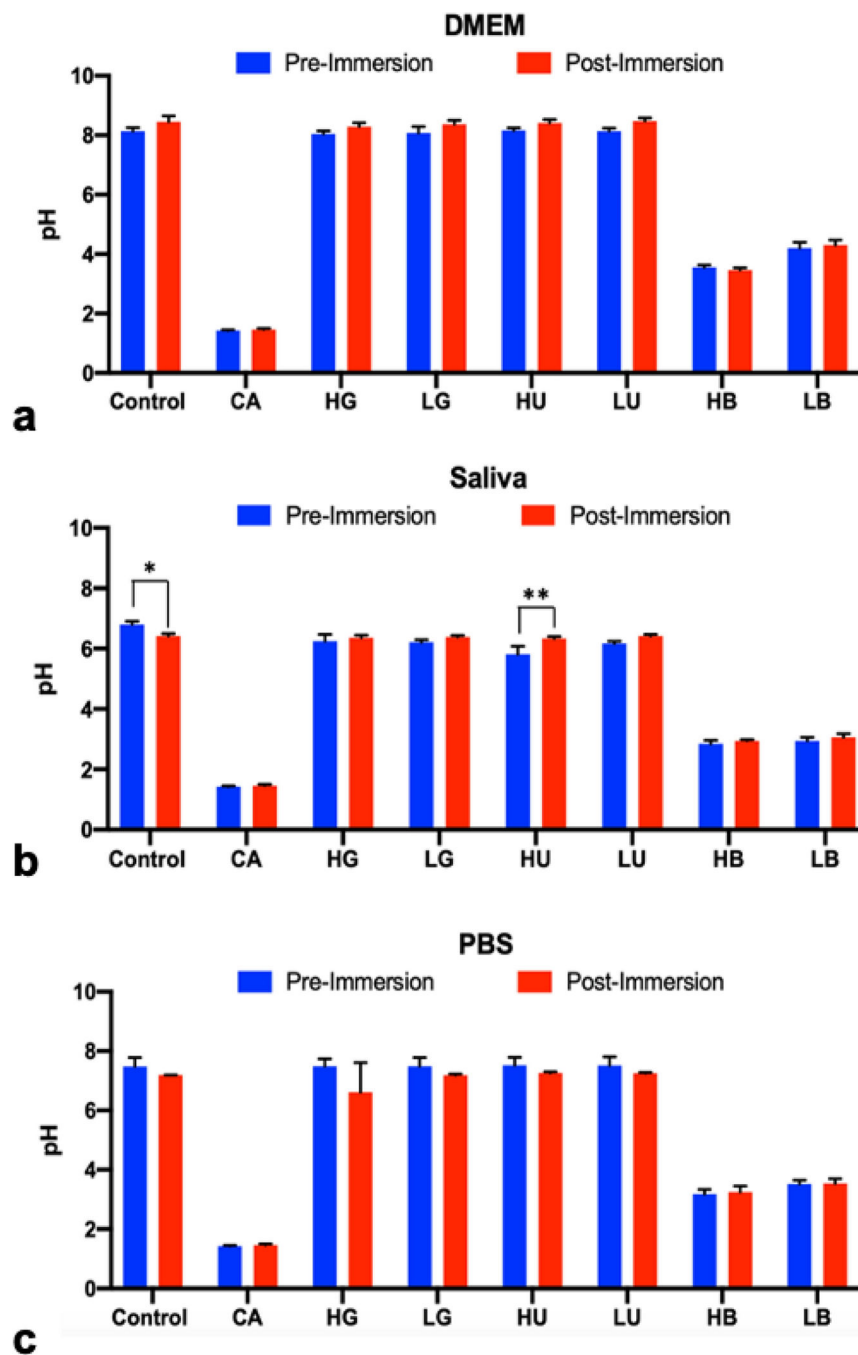 DMEM
Pre-Immersion Post-Immersion
10
8
6
4
2
0
pH
Control CA HG LG HU LU HB LB
a
Saliva
Pre-Immersion Post-Immersion
10
8
6
4
2
0
pH
* **
Control CA HG LG HU LU HB LB
b
PBS
Pre-Immersion Post-Immersion
10
8
6
4
2
0
pH
Control CA HG LG HU LU HB LB
c